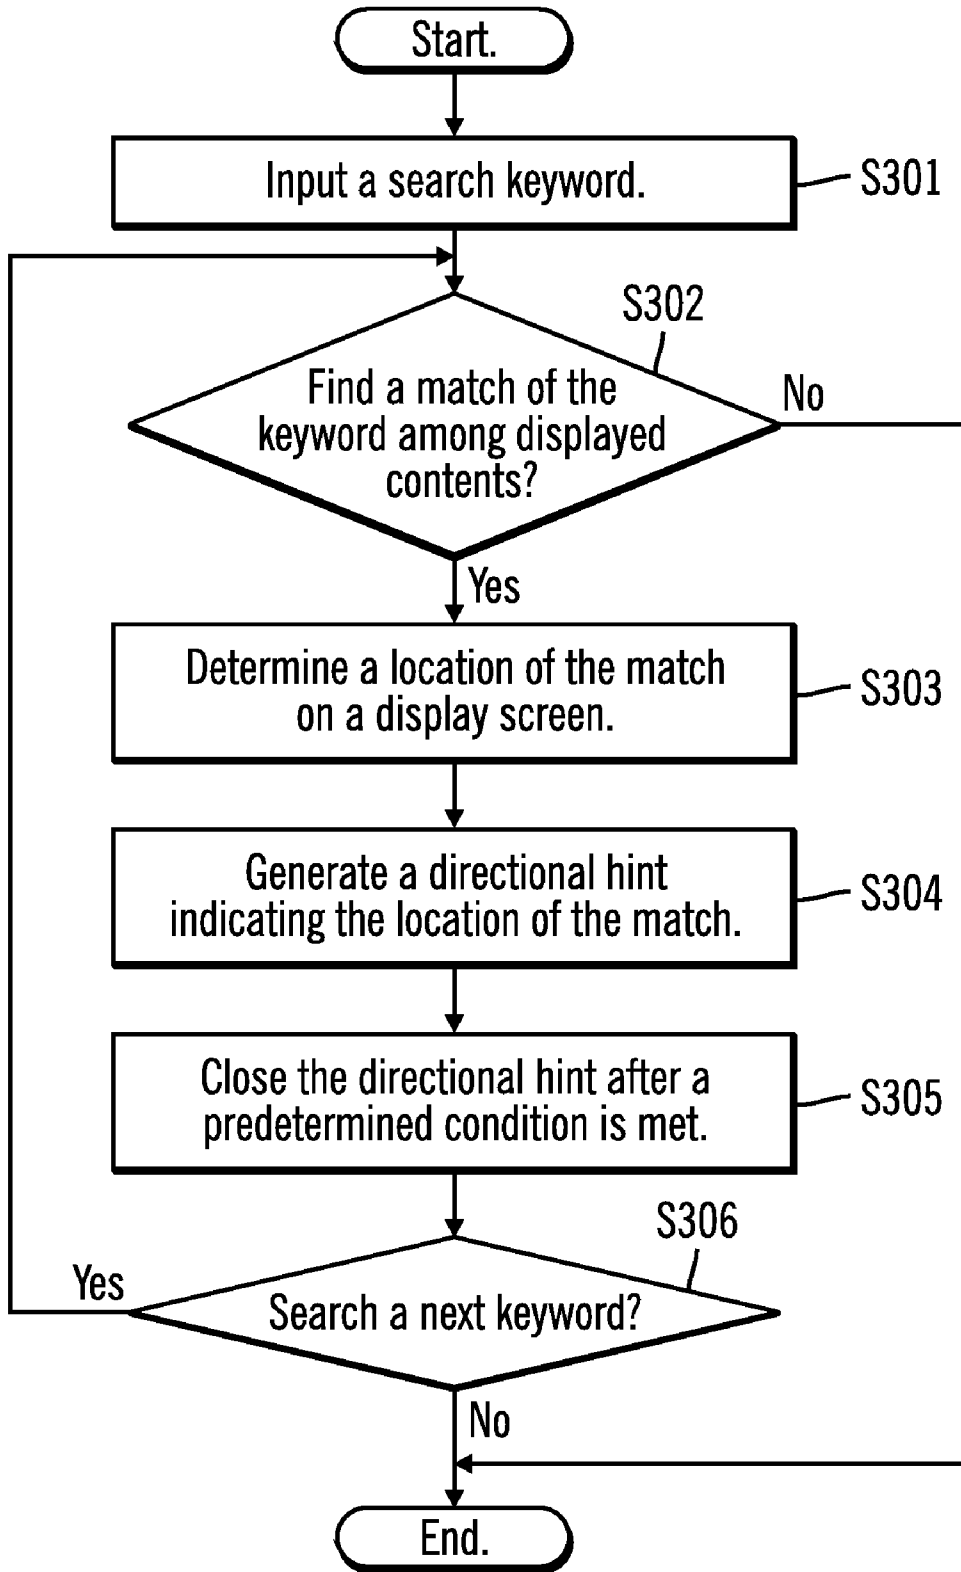 Start.
Input a search keyword.
S301
S302
Find a match of the
keyword among displayed
contents?
No
Yes
Determine a location of the match
on a display screen.
S303
Generate a directional hint
indicating the location of the match.
S304
Close the directional hint after a
predetermined condition is met.
S305
S306
Yes
Search a next keyword?
No
End.